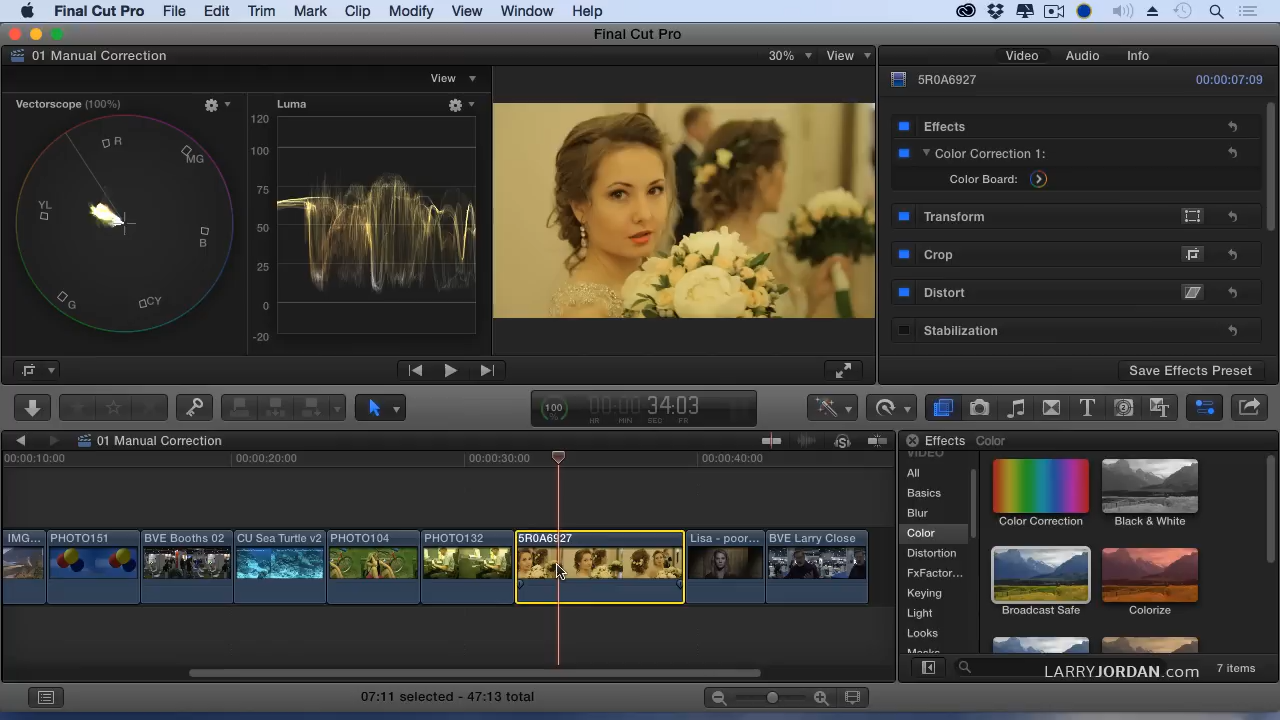 Final Cut Pro File Edit Trim Mark Clip Modify View Window Help
Final Cut Pro
01 Manual Correction
30% View
Video Audio Info
View
5R0A6927 00:00:07:09
Vectorscope (100%)
Luma
R
MG
YL
B
G
CY
120
100
75
50
25
0
-20
Effects
Color Correction 1:
Color Board:
Transform
Crop
Distort
Stabilization
Save Effects Preset
100
00:00:34:03
HR MIN SEC FR
01 Manual Correction
Effects Color
00:00:10:00 00:00:20:00 00:00:30:00 00:00:40:00
IMG... PHOTO151 BVE Booths 02 CU Sea Turtle v2 PHOTO104 PHOTO132 5R0A6927 Lisa - poor... BVE Larry Close
VIDEO
All
Basics
Blur
Color
Distortion
FxFactor...
Keying
Light
Looks
Masks
Color Correction
Black & White
Broadcast Safe
Colorize
LARRYJORDAN.com
7 items
07:11 selected - 47:13 total